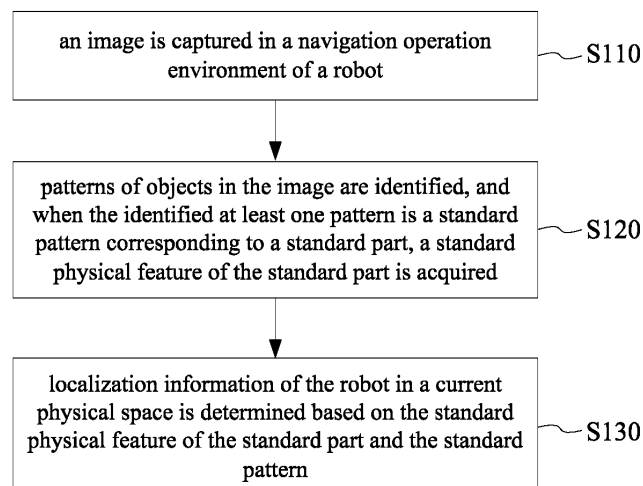 an image is captured in a navigation operation
environment of a robot
S110
patterns of objects in the image are identified, and
when the identified at least one pattern is a standard
pattern corresponding to a standard part, a standard
physical feature of the standard part is acquired
S120
localization information of the robot in a current
physical space is determined based on the standard
physical feature of the standard part and the standard
pattern
S130